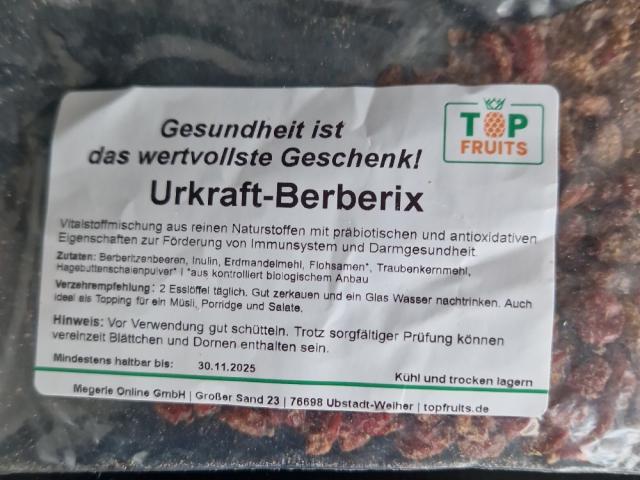 TOP
FRUITS
Gesundheit ist
das wertvollste Geschenk!
Urkraft-Berberix
Vitalstoffmischung aus reinen Naturstoffen mit präbiotischen und antioxidativen
Eigenschaften zur Förderung von Immunsystem und Darmgesundheit
Zutaten: Berberitzenbeeren, Inulin, Erdmandelmehl, Flohsamen*, Traubenkernmehl,
Hagebuttenschalenpulver* | *aus kontrolliert biologischem Anbau
Verzehrempfehlung: 2 Esslöffel täglich. Gut zerkauen und ein Glas Wasser nachtrinken. Auch
ideal als Topping für ein Müsli, Porridge und Salate.
Hinweis: Vor Verwendung gut schütteln. Trotz sorgfältiger Prüfung können
vereinzelt Blättchen und Dornen enthalten sein.
Mindestens haltbar bis: 30.11.2025
Kühl und trocken lagern
Megerle Online GmbH | Großer Sand 23 | 76698 Ubstadt-Weiher | topfruits.de